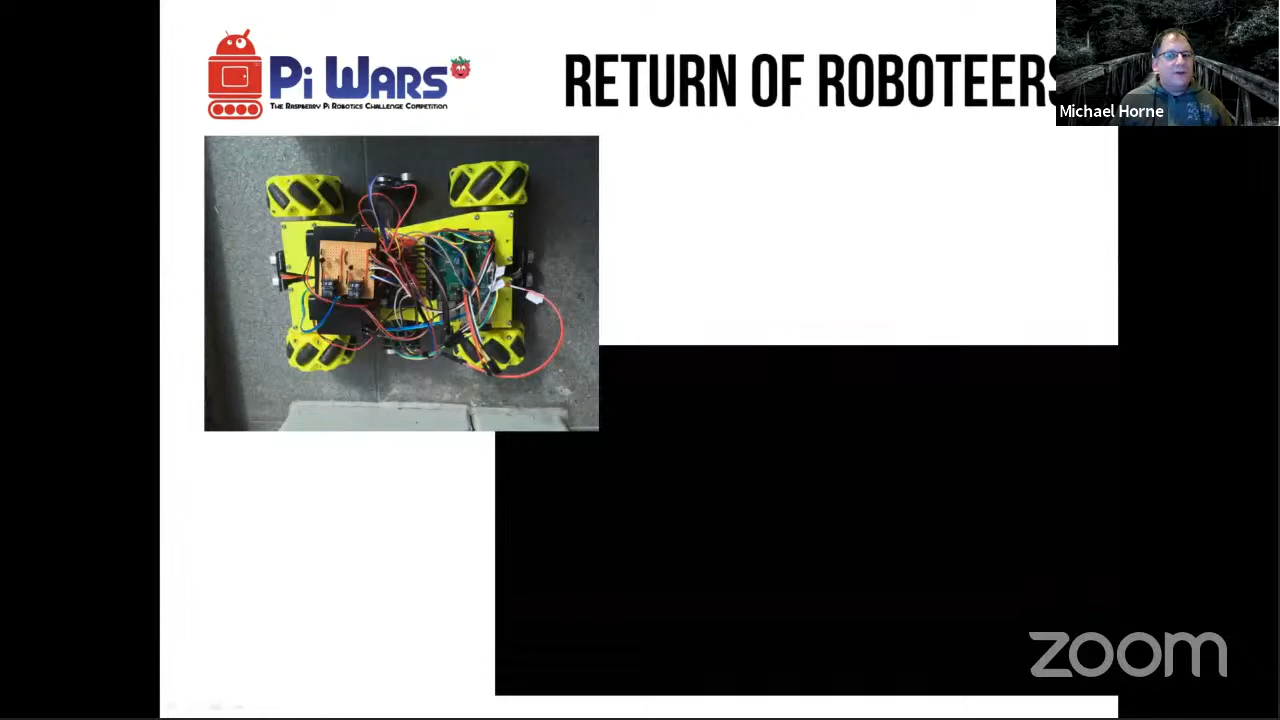 Pi Wars
The Raspberry Pi Robotics Challenge Competition
RETURN OF ROBOTEERS
Michael Horne
zoom